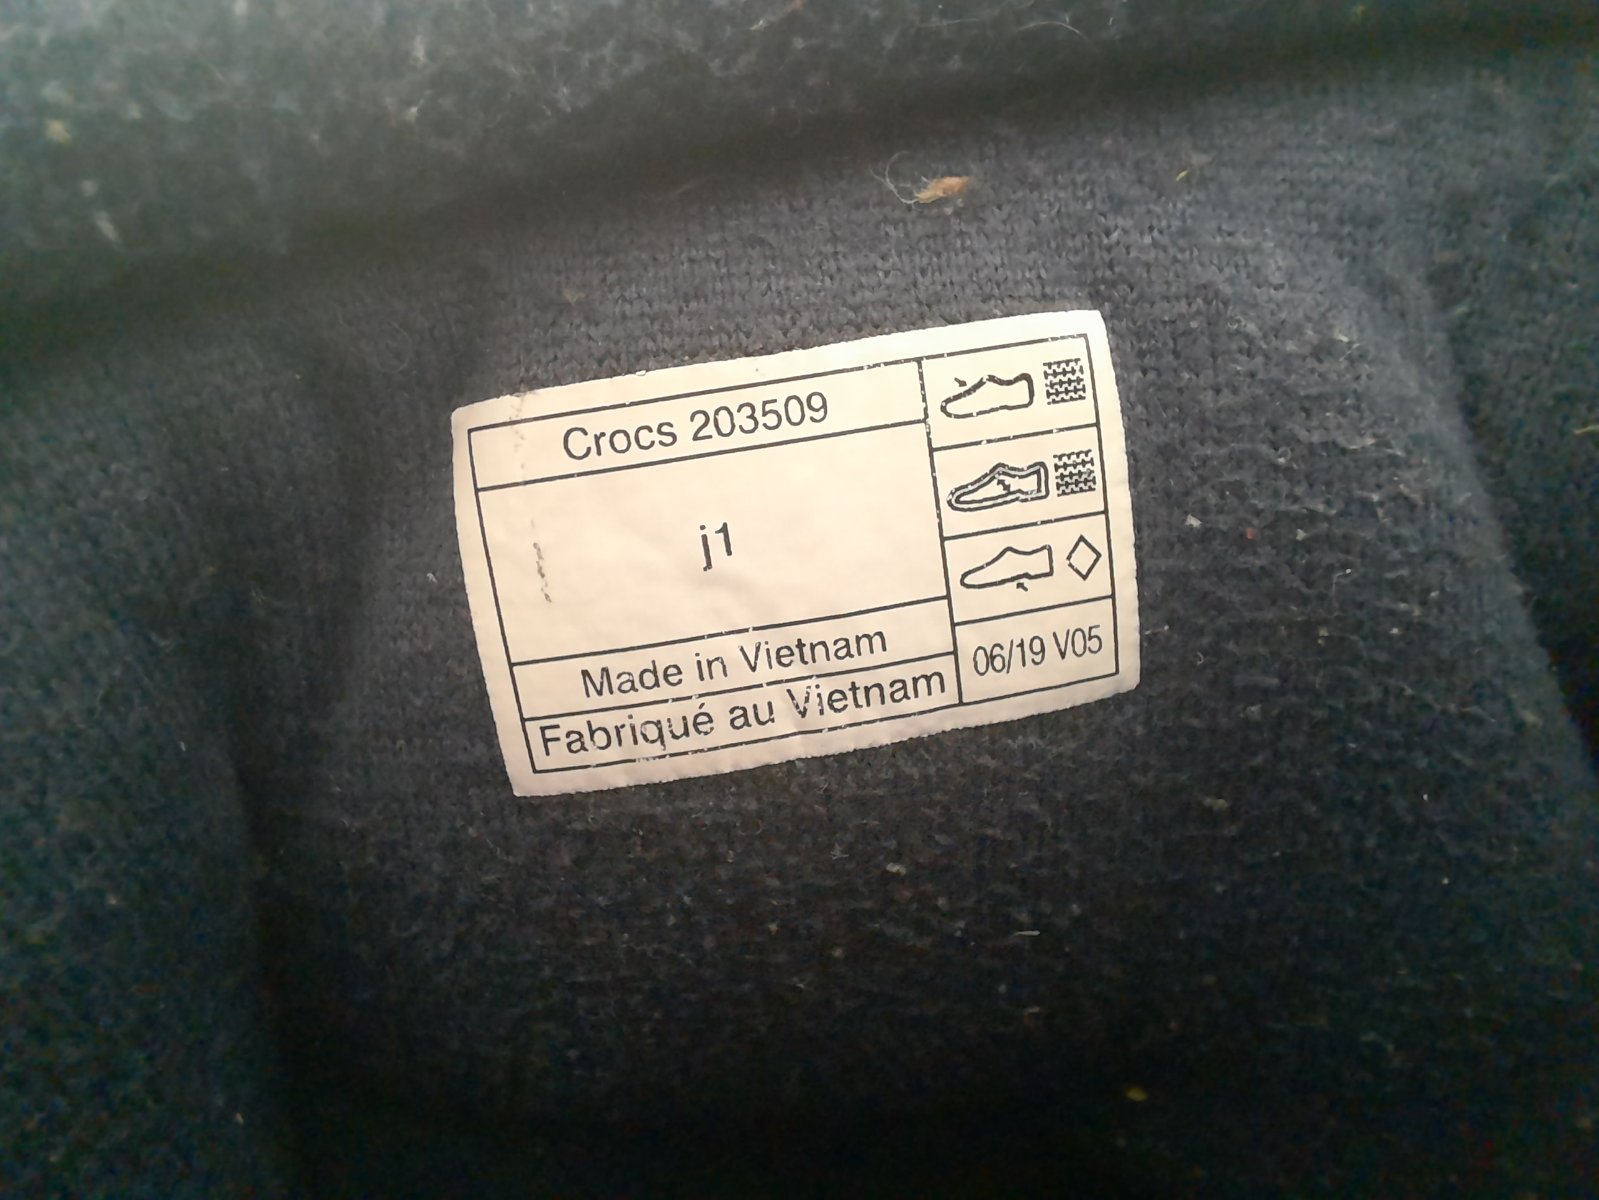 Crocs 203509
j1
Made in Vietnam
Fabriqué au Vietnam
06/19 V05